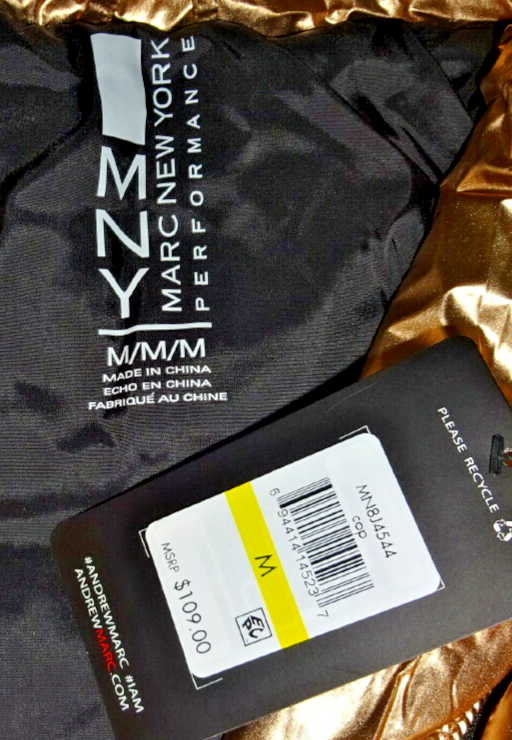 MNY
MARC NEW YORK
PERFORMANCE
M/M/M
MADE IN CHINA
ECHO EN CHINA
FABRIQUÉ AU CHINE
PLEASE RECYCLE
MN8J4544
cop
6 94414 14523 7
M
MSRP $109.00
#ANDREWMARC #IAM
ANDREWMARC.COM